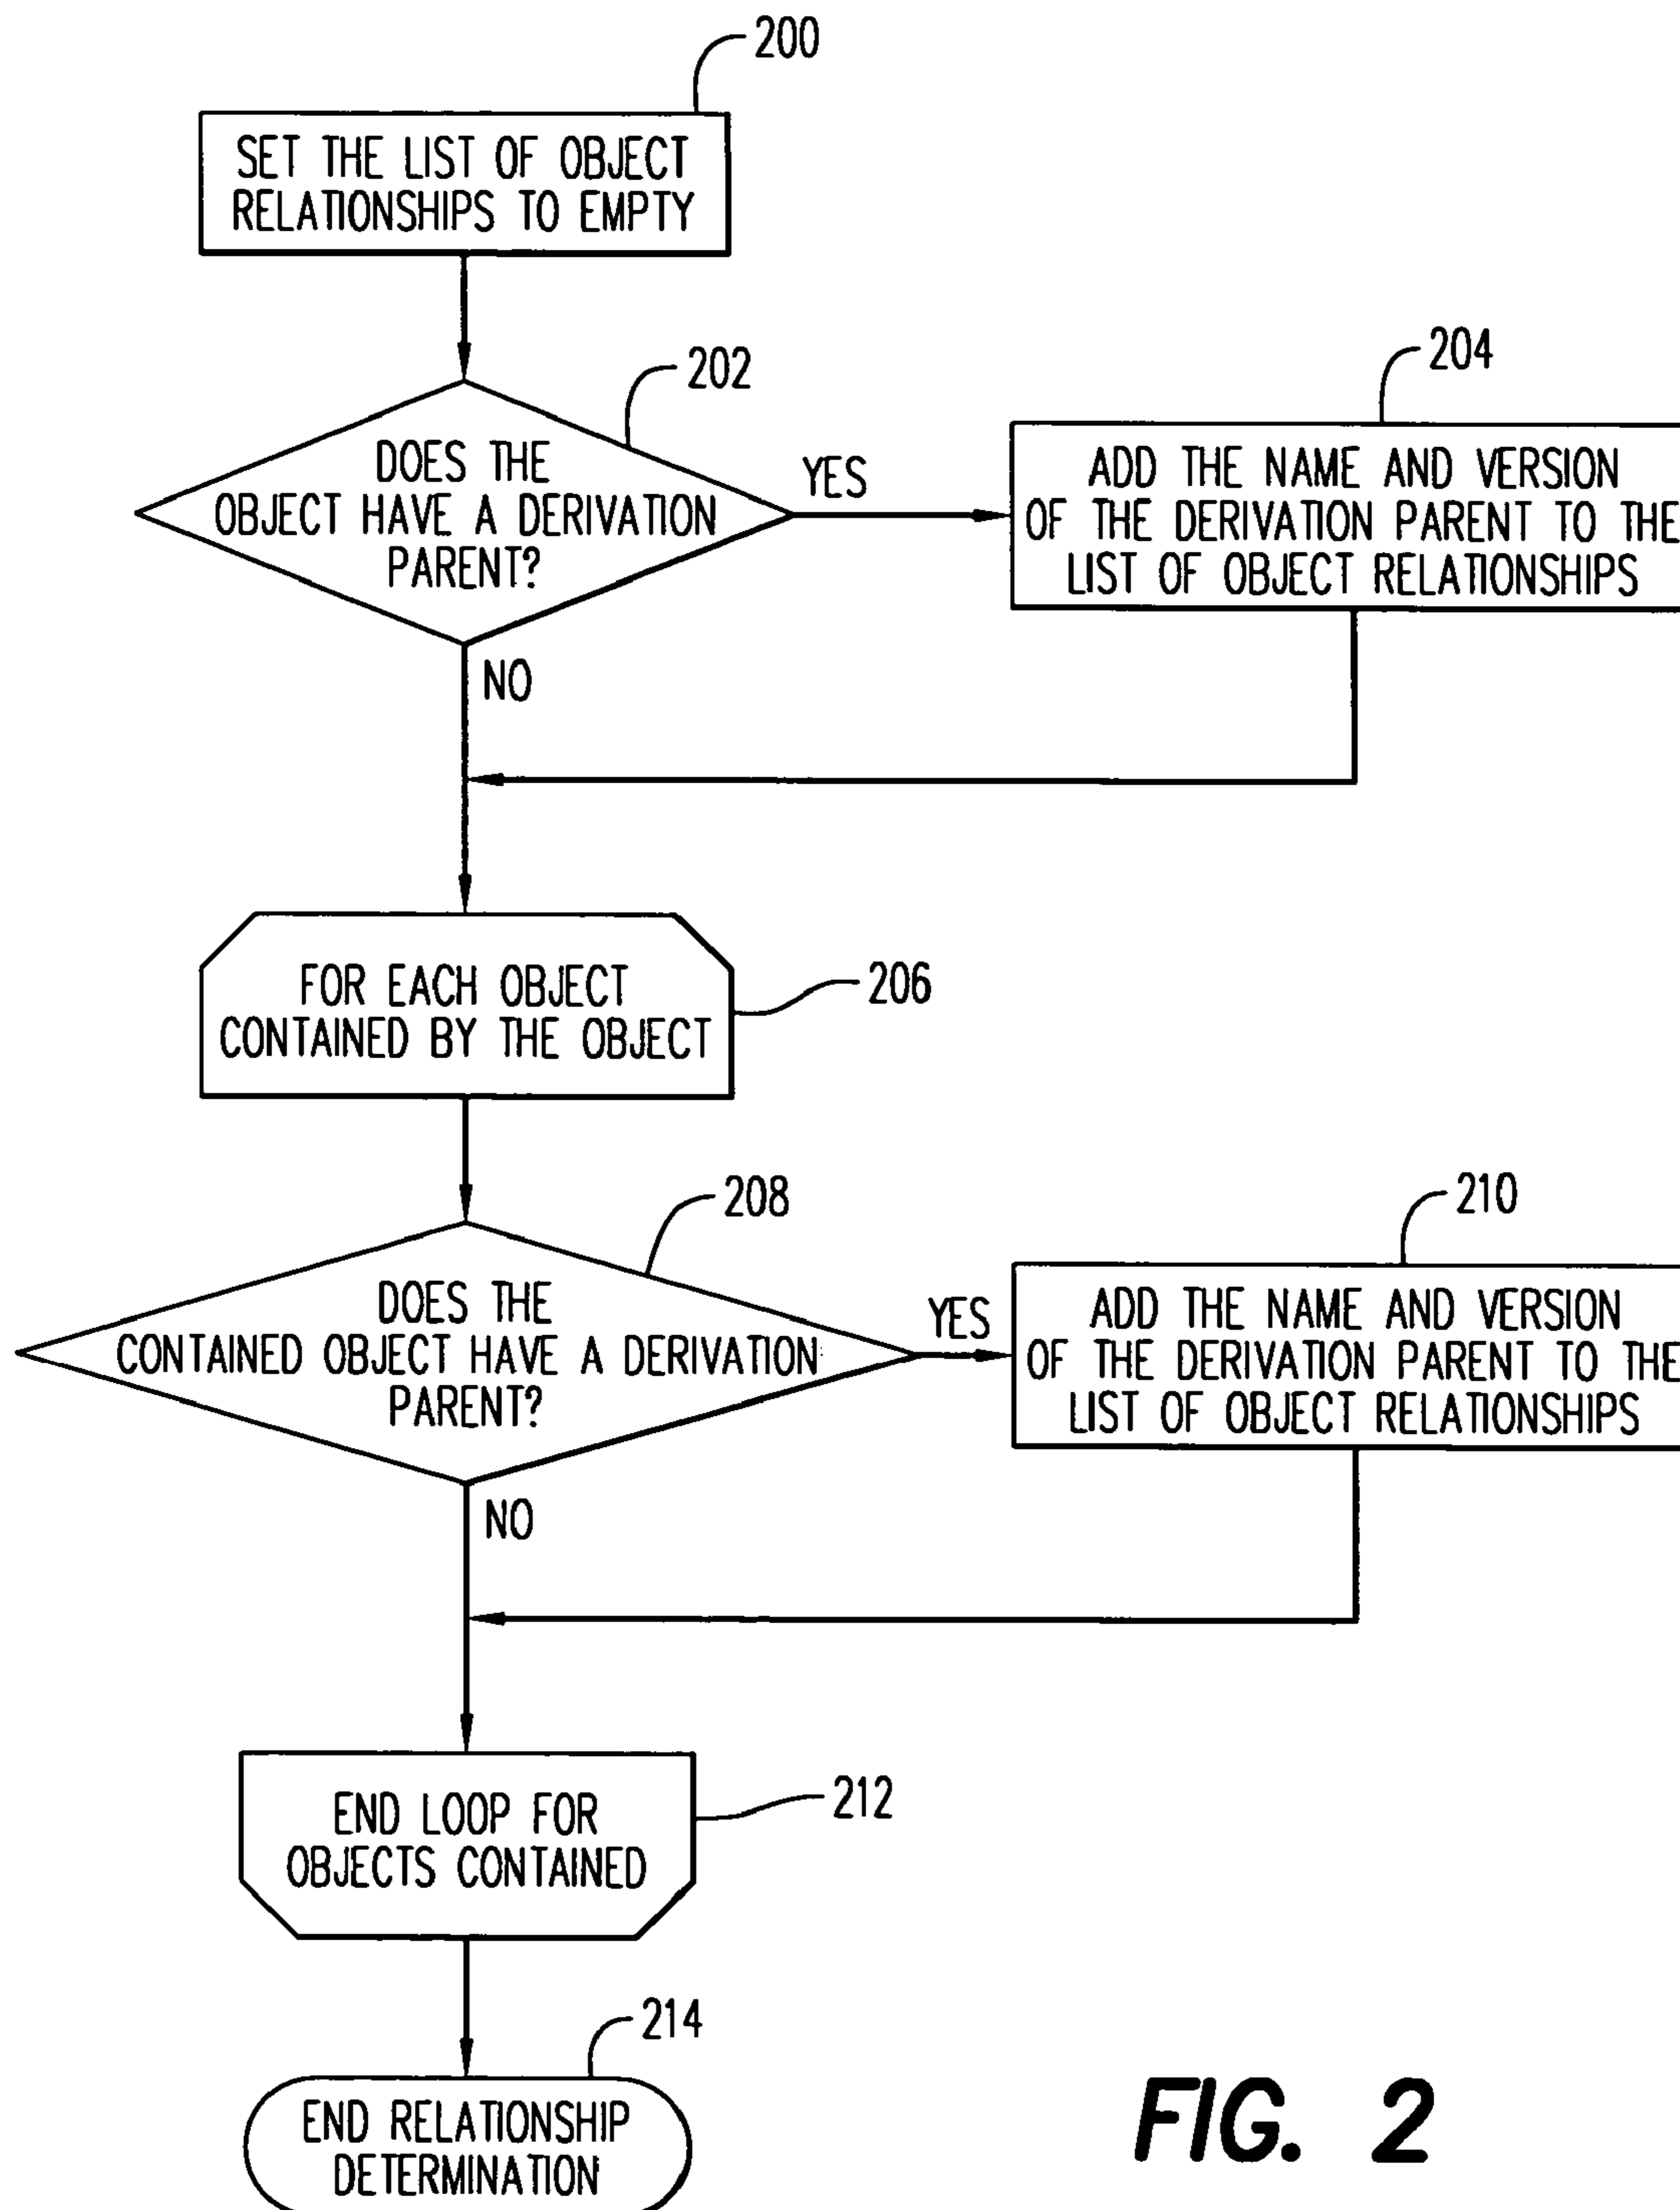 200
SET THE LIST OF OBJECT
RELATIONSHIPS TO EMPTY
202
DOES THE
OBJECT HAVE A DERIVATION
PARENT?
YES
204
ADD THE NAME AND VERSION
OF THE DERIVATION PARENT TO THE
LIST OF OBJECT RELATIONSHIPS
NO
FOR EACH OBJECT
CONTAINED BY THE OBJECT
206
208
DOES THE
CONTAINED OBJECT HAVE A DERIVATION
PARENT?
YES
210
ADD THE NAME AND VERSION
OF THE DERIVATION PARENT TO THE
LIST OF OBJECT RELATIONSHIPS
NO
END LOOP FOR
OBJECTS CONTAINED
212
214
END RELATIONSHIP
DETERMINATION
FIG. 2